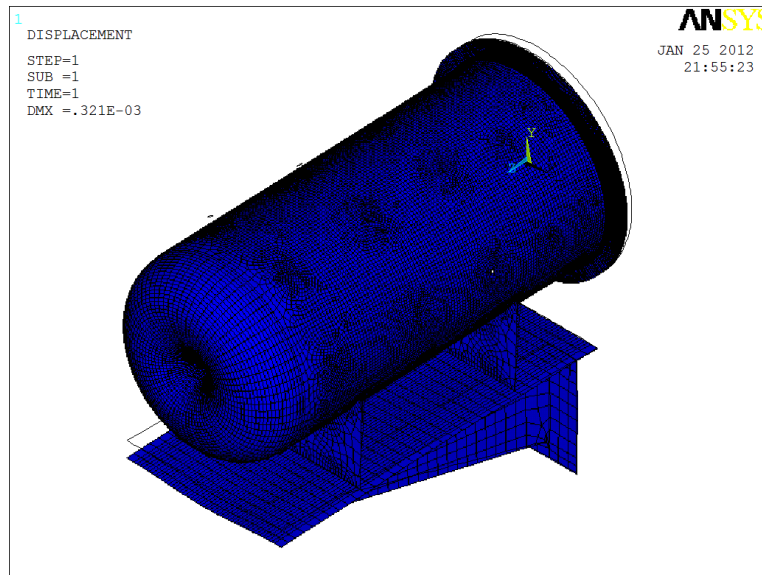 1
DISPLACEMENT
STEP=1
SUB =1
TIME=1
DMX =.321E-03
ANSYS
JAN 25 2012
21:55:23
Y
Z